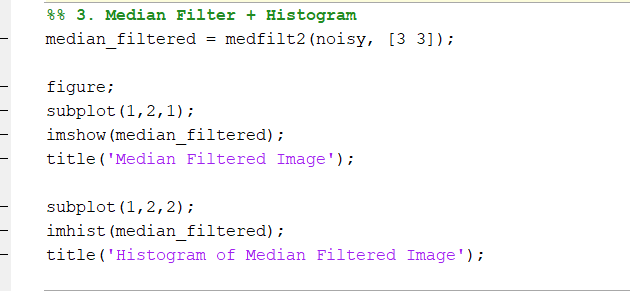 %% 3. Median Filter + Histogram
median_filtered = medfilt2(noisy, [3 3]);
figure;
subplot(1,2,1);
imshow(median_filtered);
title('Median Filtered Image');
subplot(1,2,2);
imhist(median_filtered);
title('Histogram of Median Filtered Image');